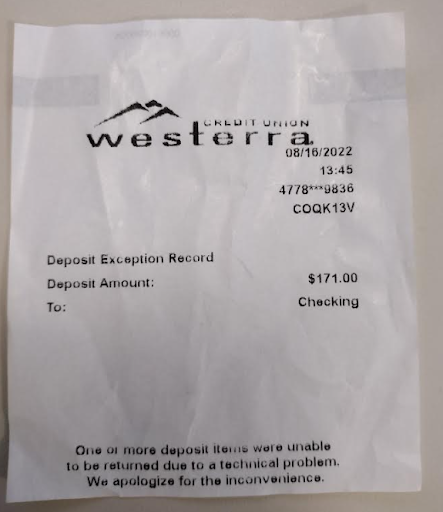 CREDIT UNION
westerra
08/16/2022
13:45
4778***9836
COQK13V
Deposit Exception Record
Deposit Amount: $171.00
To: Checking
One or more deposit items were unable
to be returned due to a technical problem.
We apologize for the inconvenience.